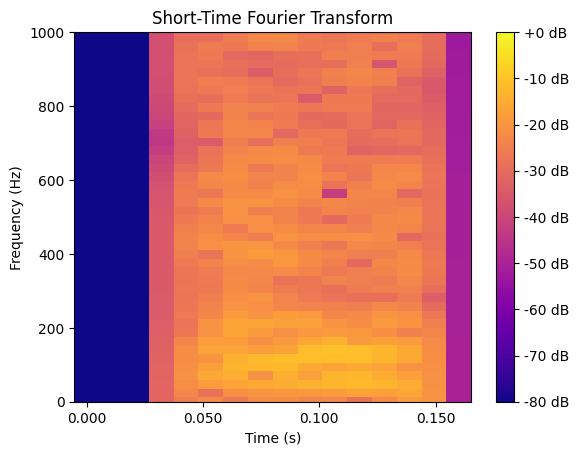 Short-Time Fourier Transform
Frequency (Hz)
1000
800
600
400
200
0
0.000
0.050
0.100
0.150
Time (s)
+0 dB
-10 dB
-20 dB
-30 dB
-40 dB
-50 dB
-60 dB
-70 dB
-80 dB